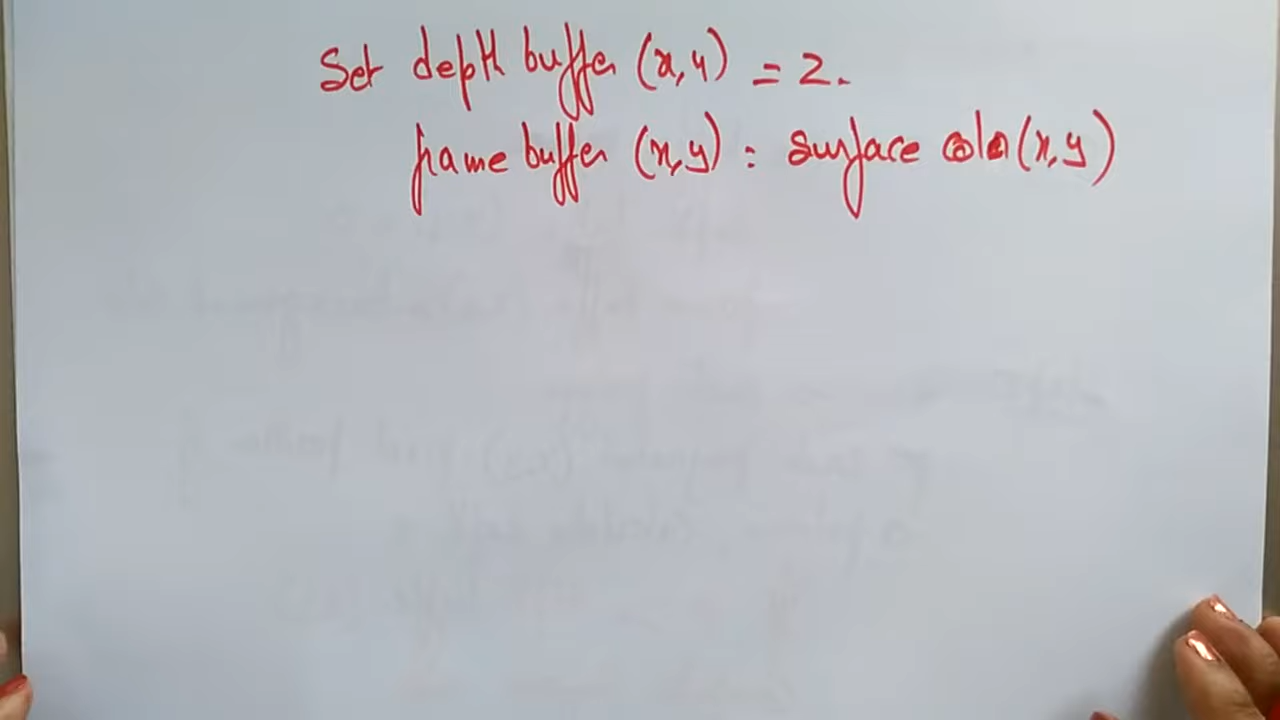 Set depth buffer (x,y) = z.
frame buffer (x,y) = surface color(x,y)